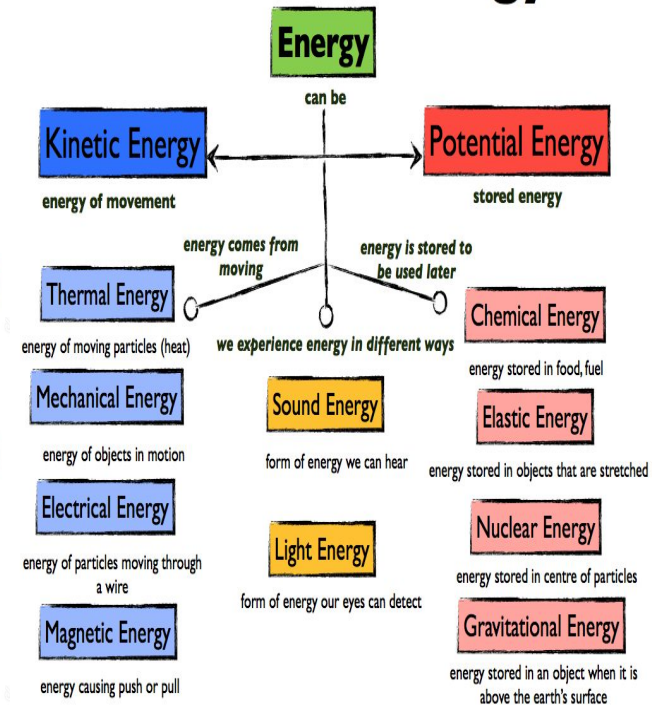 Energy
can be
Kinetic Energy
energy of movement
Potential Energy
stored energy
energy comes from
moving
energy is stored to
be used later
we experience energy in different ways
Thermal Energy
energy of moving particles (heat)
Mechanical Energy
energy of objects in motion
Electrical Energy
energy of particles moving through
a wire
Magnetic Energy
energy causing push or pull
Sound Energy
form of energy we can hear
Light Energy
form of energy our eyes can detect
Chemical Energy
energy stored in food, fuel
Elastic Energy
energy stored in objects that are stretched
Nuclear Energy
energy stored in centre of particles
Gravitational Energy
energy stored in an object when it is
above the earth's surface